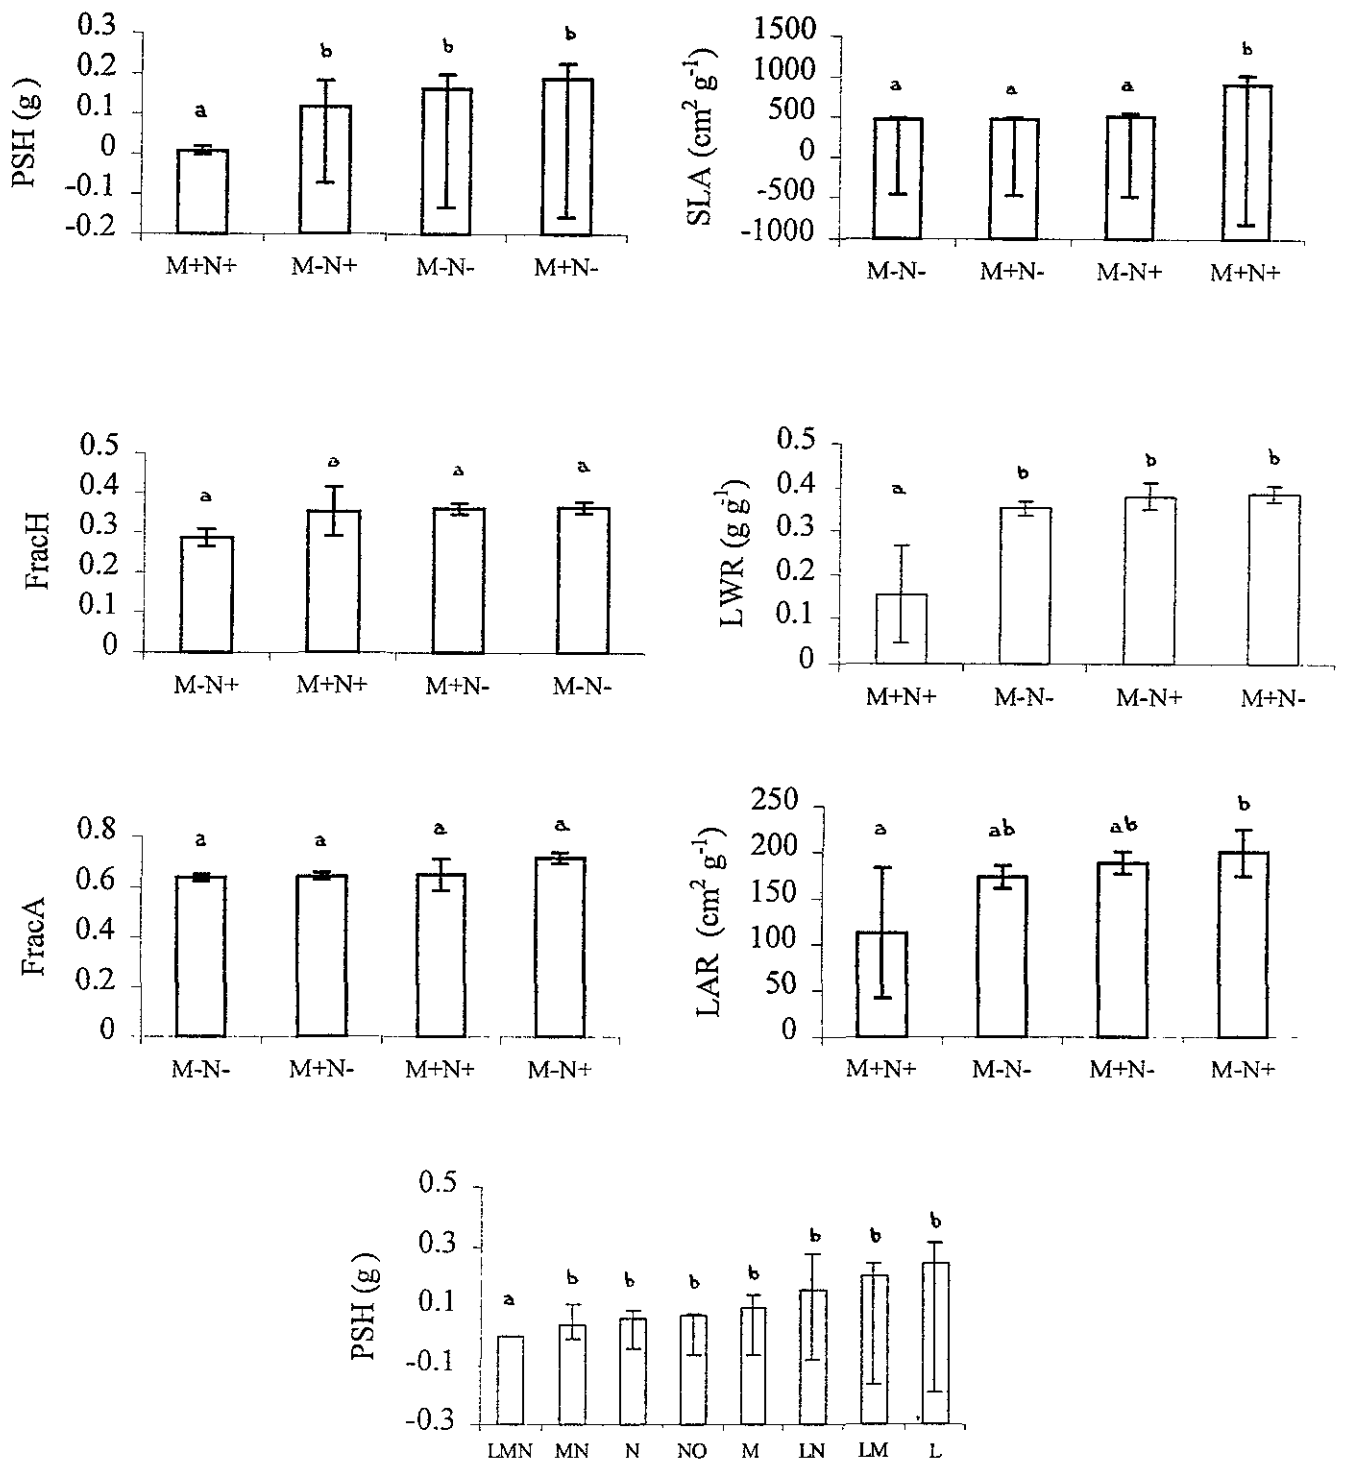 PSH (g)
0.3
0.2
0.1
0
-0.1
-0.2
a
b
b
b
M+N+ M-N+ M-N- M+N-
SLA (cm² g⁻¹)
1500
1000
500
0
-500
-1000
a
a
a
b
M-N- M+N- M-N+ M+N+
FracH
0.5
0.4
0.3
0.2
0.1
0
a
a
a
a
M-N+ M+N+ M+N- M-N-
LWR (g g⁻¹)
0.5
0.4
0.3
0.2
0.1
0
a
b
b
b
M+N+ M-N- M-N+ M+N-
FracA
0.8
0.6
0.4
0.2
0
a
a
a
a
M-N- M+N- M+N+ M-N+
LAR (cm² g⁻¹)
250
200
150
100
50
0
a
ab
ab
b
M+N+ M-N- M+N- M-N+
PSH (g)
0.5
0.3
0.1
-0.1
-0.3
a
b
b
b
b
b
b
b
LMN MN N NO M LN LM L